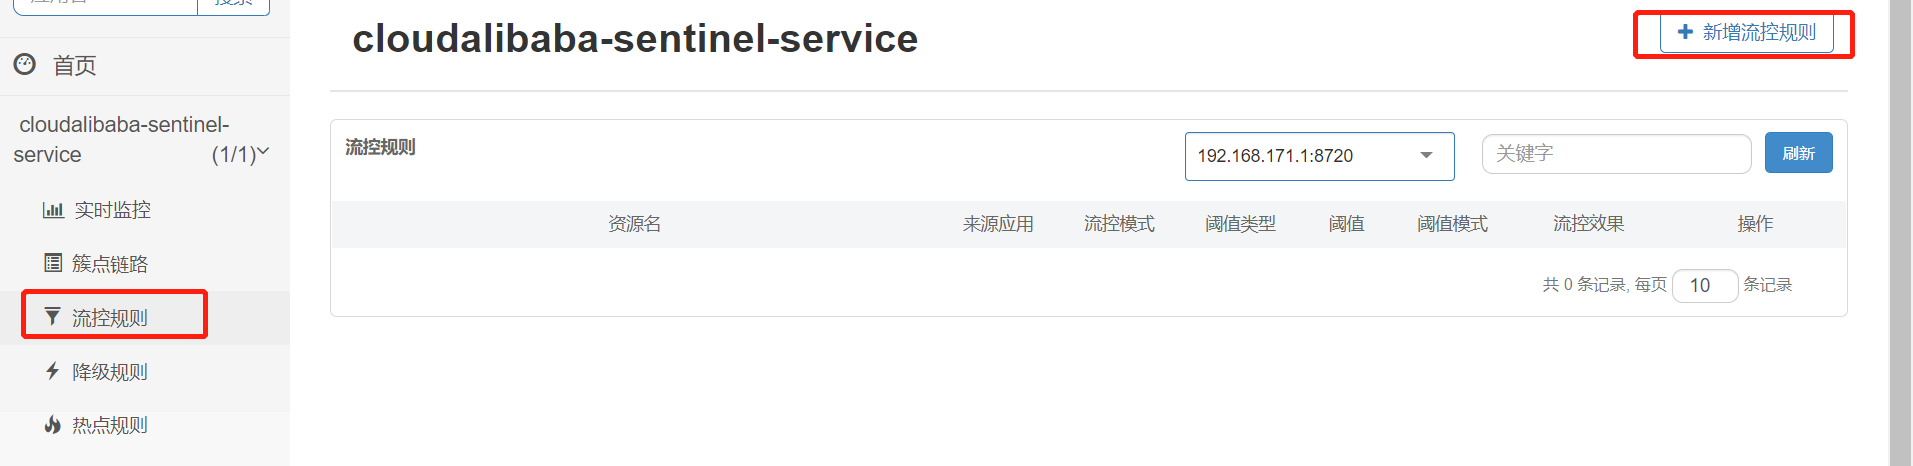 搜索
首页
cloudalibaba-sentinel-
service (1/1)
实时监控
簇点链路
流控规则
降级规则
热点规则
cloudalibaba-sentinel-service
新增流控规则
流控规则 192.168.171.1:8720 关键字 刷新
资源名 来源应用 流控模式 阈值类型 阈值 阈值模式 流控效果 操作
共 0 条记录, 每页 10 条记录